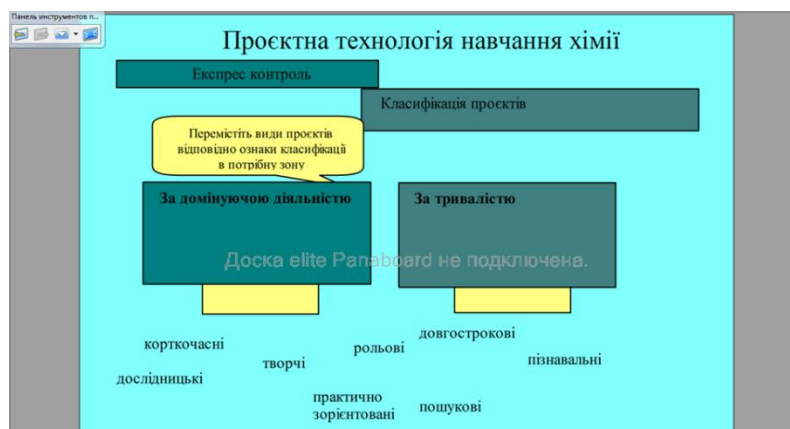 Панель инструментов п...
Проєктна технологія навчання хімії
Експрес контроль
Класифікація проєктів
Перемістіть види проєктів
відповідно ознаки класифікації
в потрібну зону
За домінуючою діяльністю
За тривалістю
Доска elite Panaboard не подключена.
корткочасні
творчі
рольові
довгострокові
пізнавальні
дослідницькі
практично
зорієнтовані
пошукові